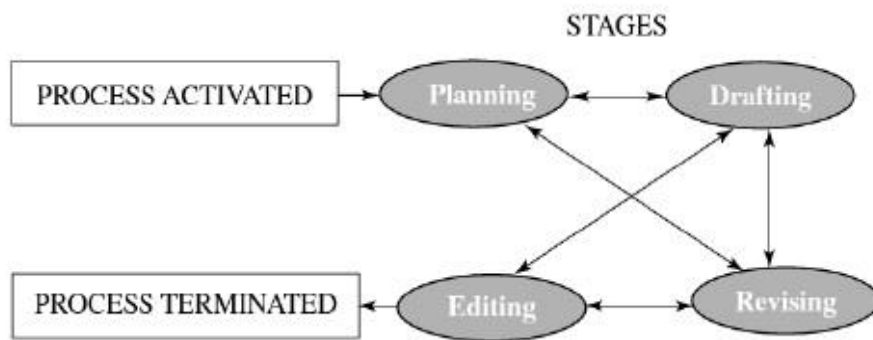 STAGES
PROCESS ACTIVATED
Planning
Drafting
PROCESS TERMINATED
Editing
Revising